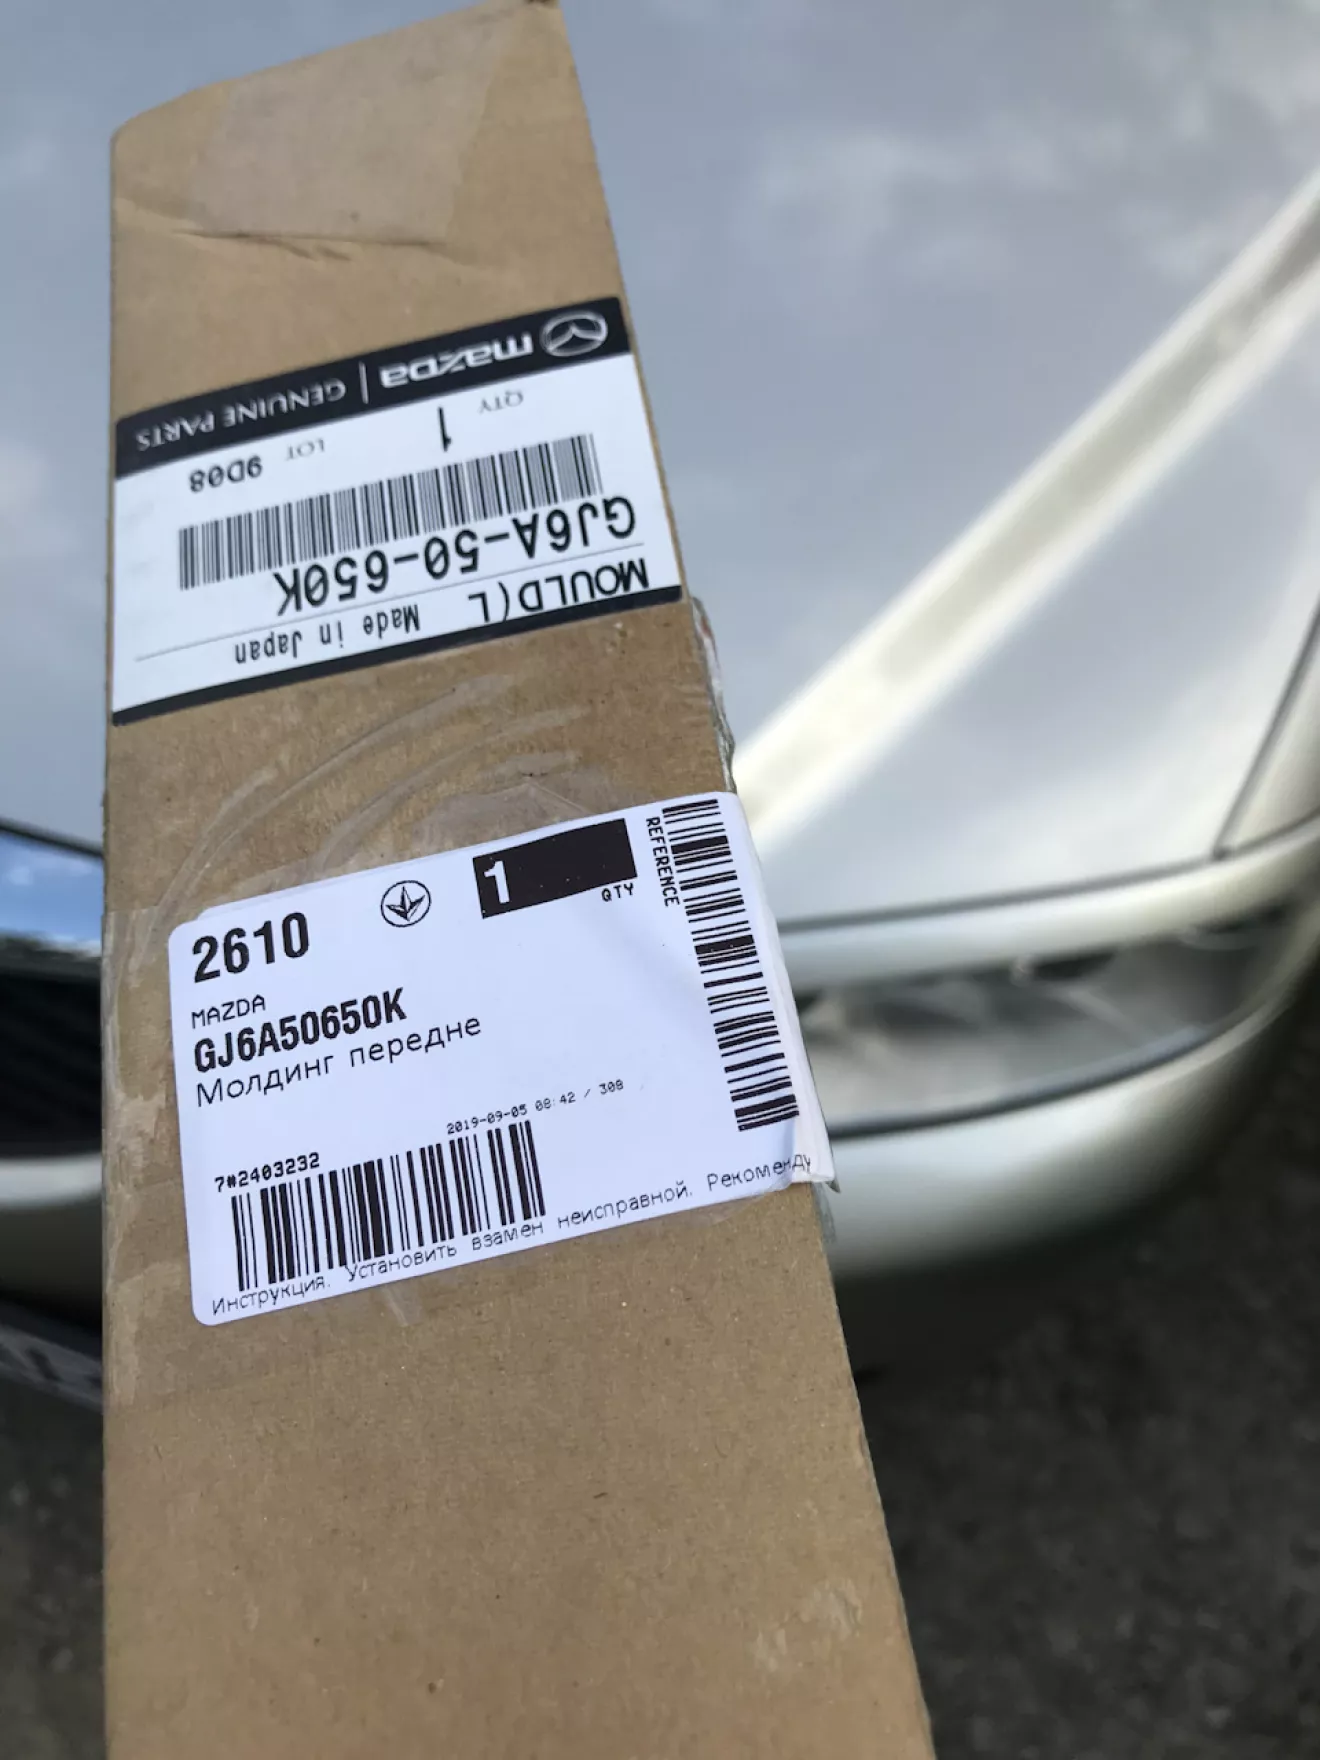 mazda | GENUINE PARTS
QTY 1 LOT 9D08
GJ6A-50-650K
MOULD(L Made in Japan
1
QTY
REFERENCE
2610
MAZDA
GJ6A50650K
Молдинг передне
2019-09-05 08:42 / 308
7#2403232
Инструкция. Установить взамен неисправной. Рекоменду